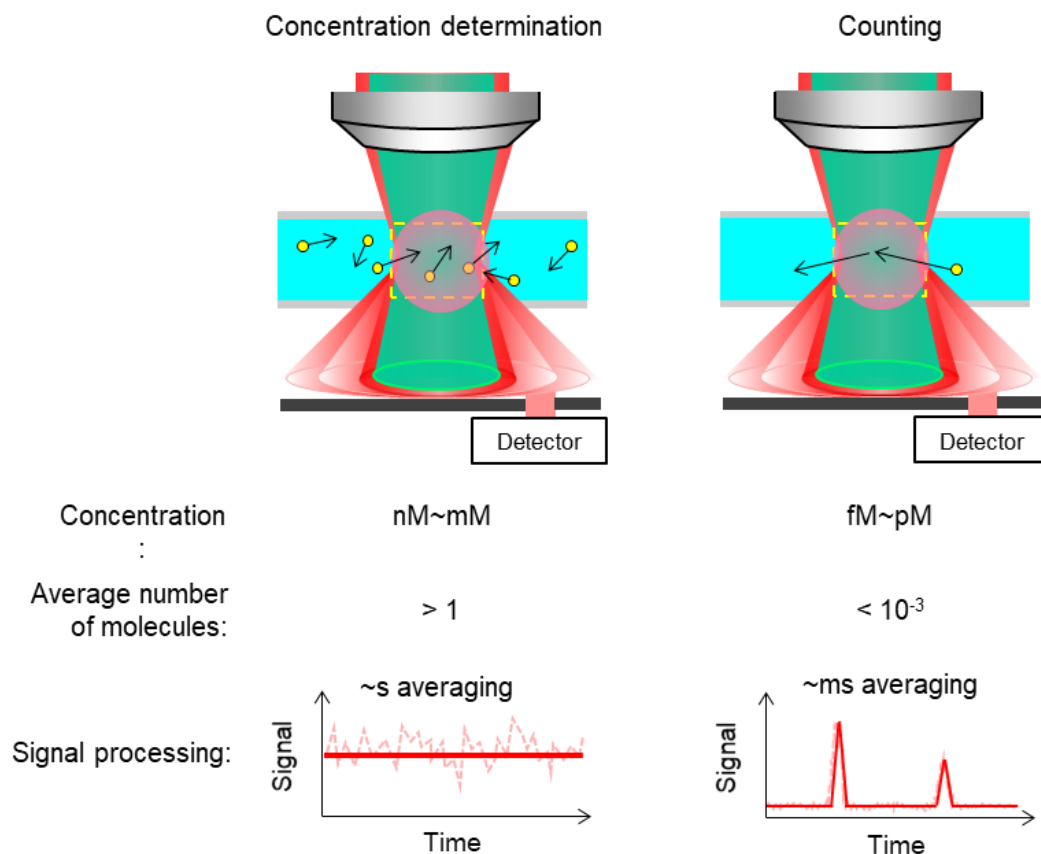 Concentration determination
Counting
Detector
Detector
Concentration
:
nM~mM
fM~pM
Average number
of molecules:
> 1
< 10⁻³
Signal processing:
~s averaging
Signal
Time
~ms averaging
Signal
Time